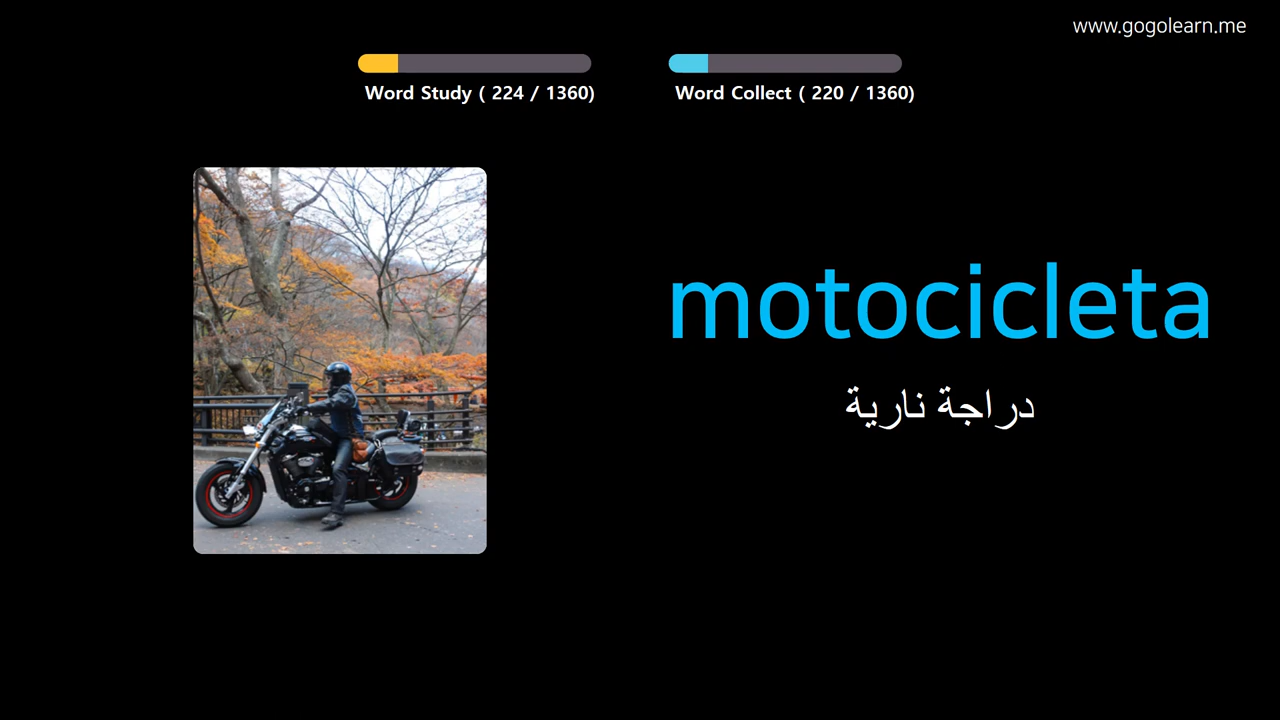 www.gogolearn.me
Word Study ( 224 / 1360)
Word Collect ( 220 / 1360)
motocicleta
دراجة نارية